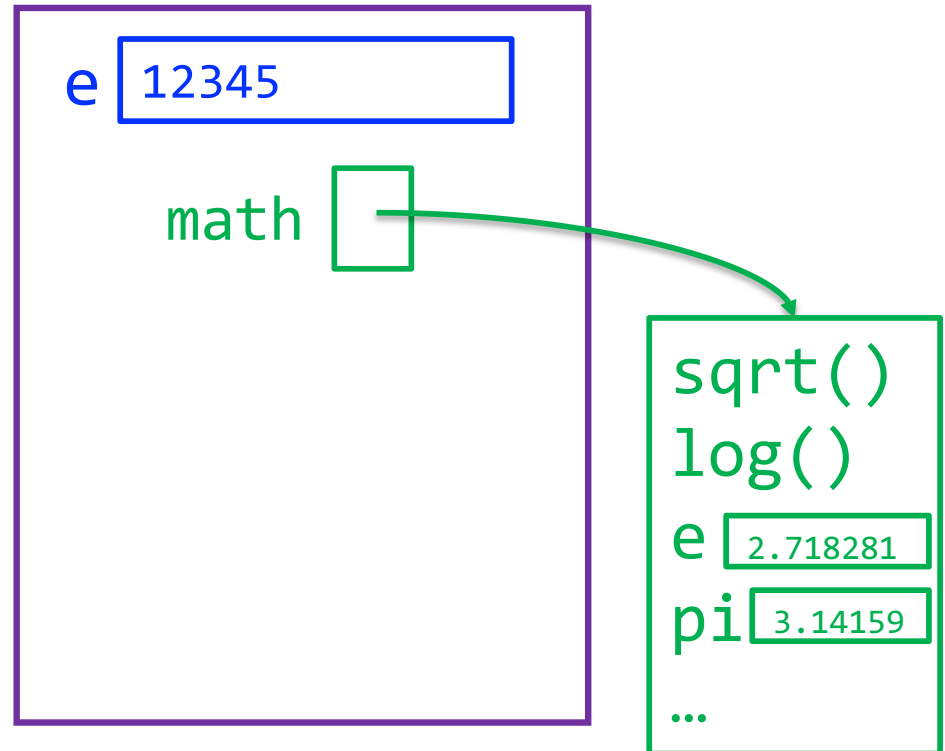 e 12345
math
sqrt()
log()
e 2.718281
pi 3.14159
…